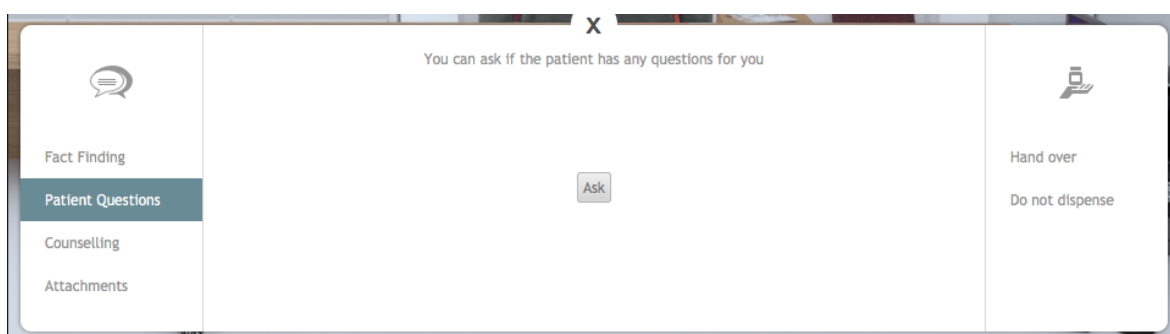 X
You can ask if the patient has any questions for you
Fact Finding
Patient Questions
Counselling
Attachments
Ask
Hand over
Do not dispense